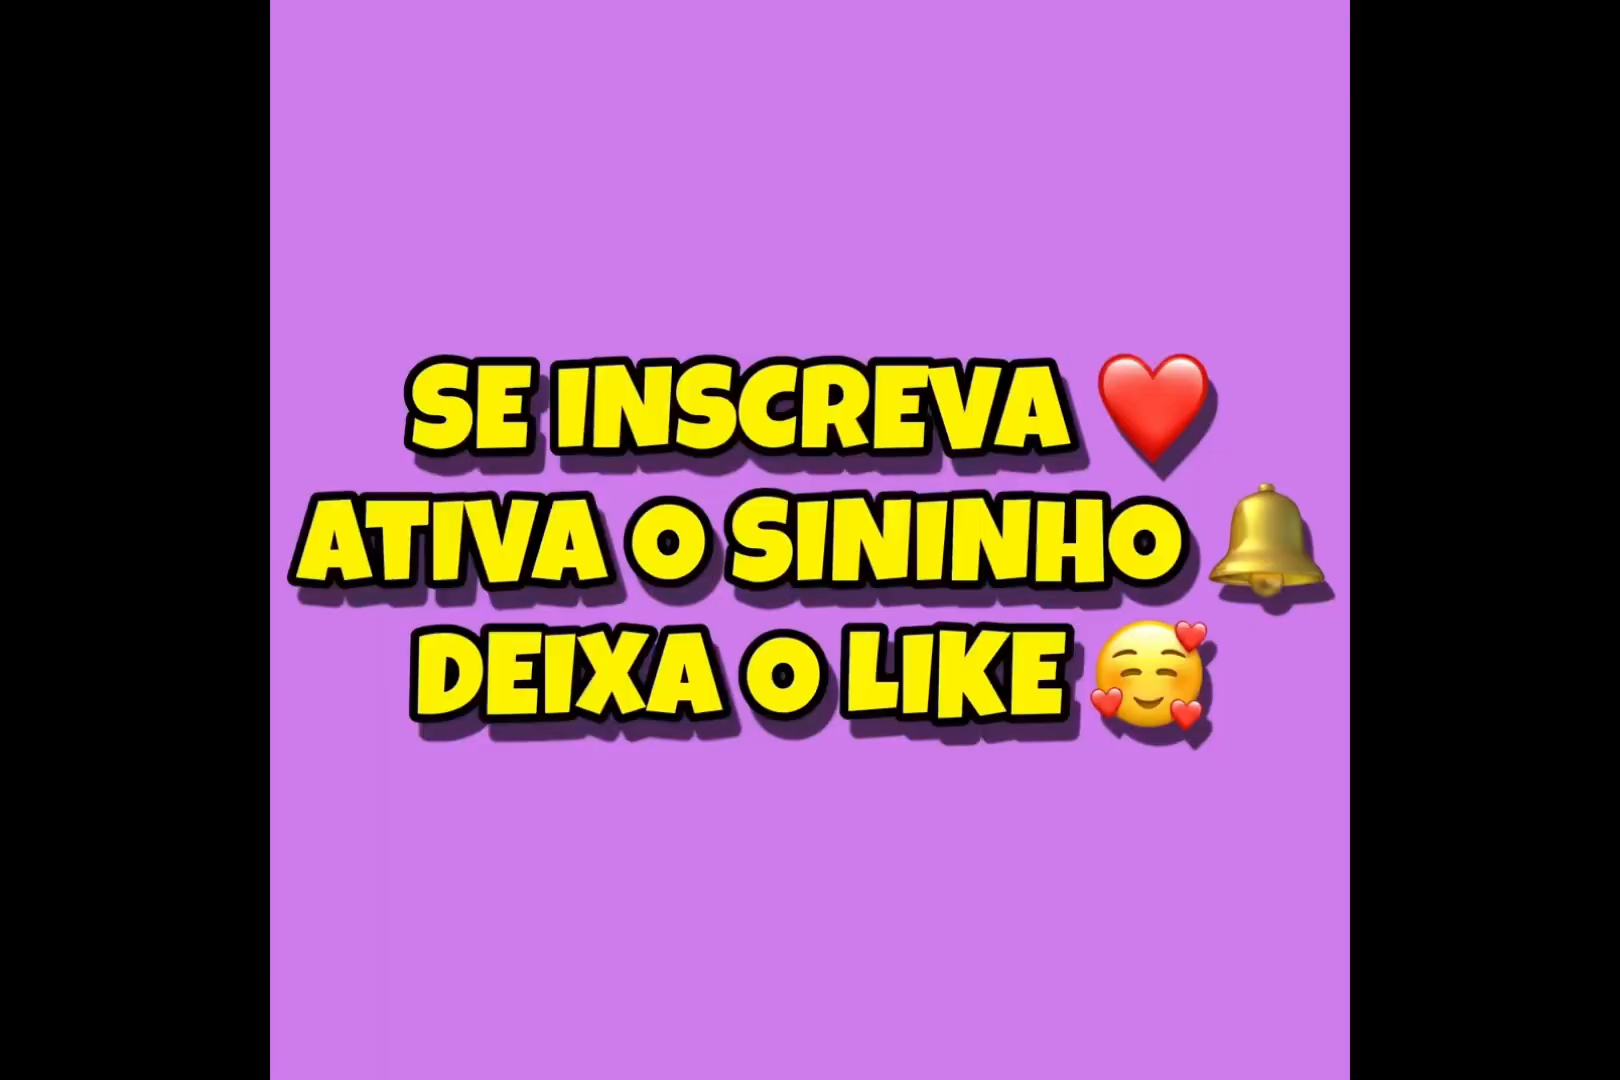 SE INSCREVA ❤️
ATIVA O SININHO 🔔
DEIXA O LIKE 🥰